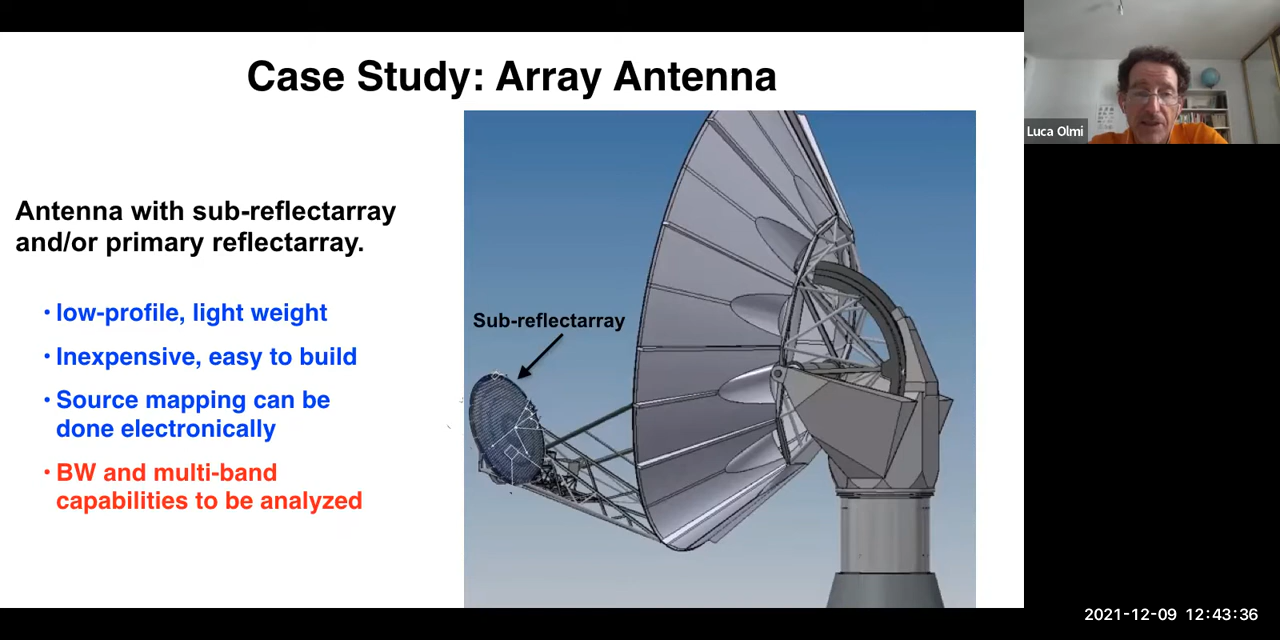 Case Study: Array Antenna
Antenna with sub-reflectarray
and/or primary reflectarray.
• low-profile, light weight
• Inexpensive, easy to build
• Source mapping can be
done electronically
• BW and multi-band
capabilities to be analyzed
Sub-reflectarray
Luca Olmi
2021-12-09 12:43:36